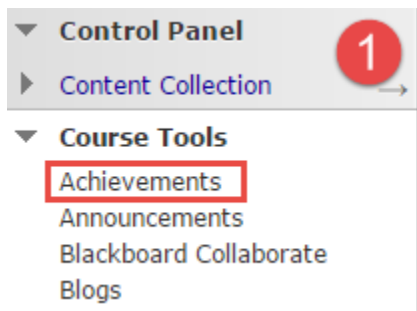 Control Panel
1
Content Collection
Course Tools
Achievements
Announcements
Blackboard Collaborate
Blogs